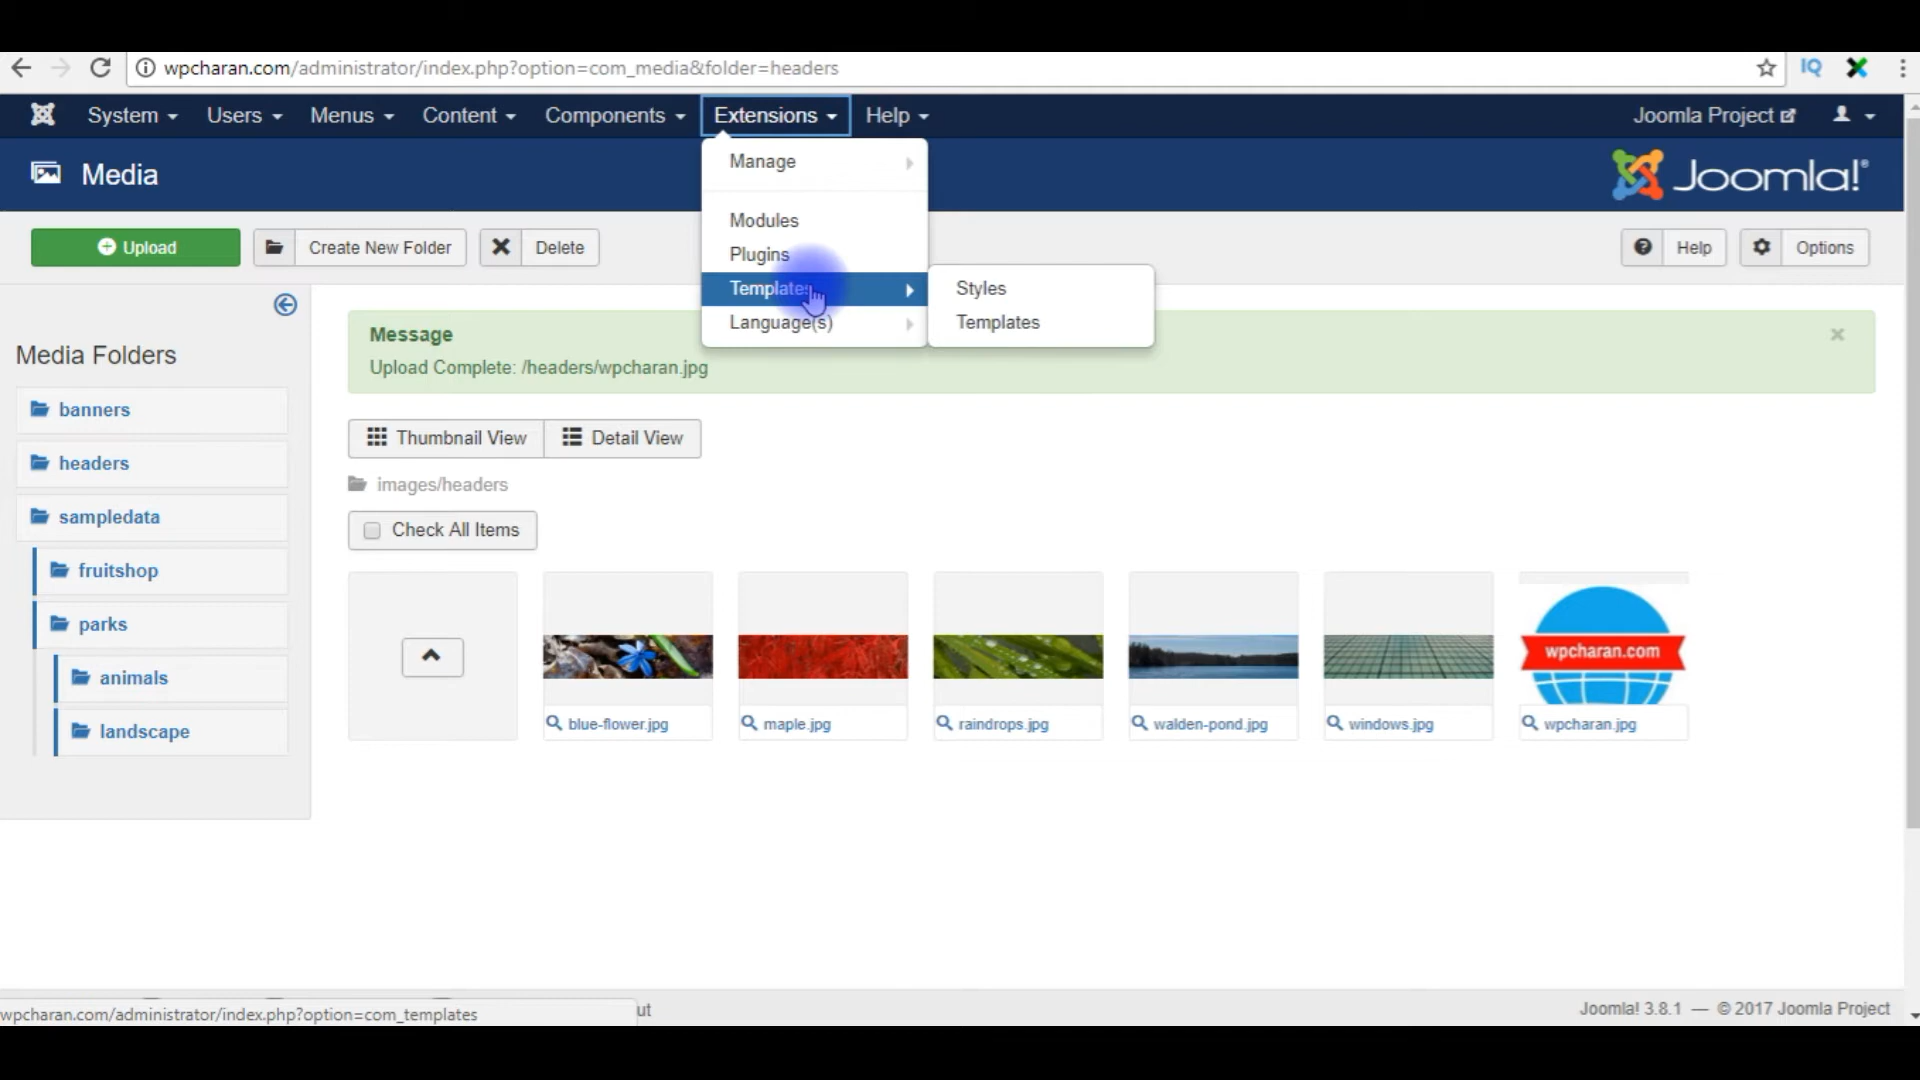 wpcharan.com/administrator/index.php?option=com_media&folder=headers
IQ
System Users Menus Content Components Extensions Help Joomla Project
Media
Joomla!®
Manage
Modules
Plugins
Templates
Language(s)
Styles
Templates
Upload Create New Folder Delete Help Options
Media Folders
banners
headers
sampledata
fruitshop
parks
animals
landscape
Message
Upload Complete: /headers/wpcharan.jpg
Thumbnail View Detail View
images/headers
Check All Items
wpcharan.com
blue-flower.jpg maple.jpg raindrops.jpg walden-pond.jpg windows.jpg wpcharan.jpg
wpcharan.com/administrator/index.php?option=com_templates
ut
Joomla! 3.8.1 — © 2017 Joomla Project